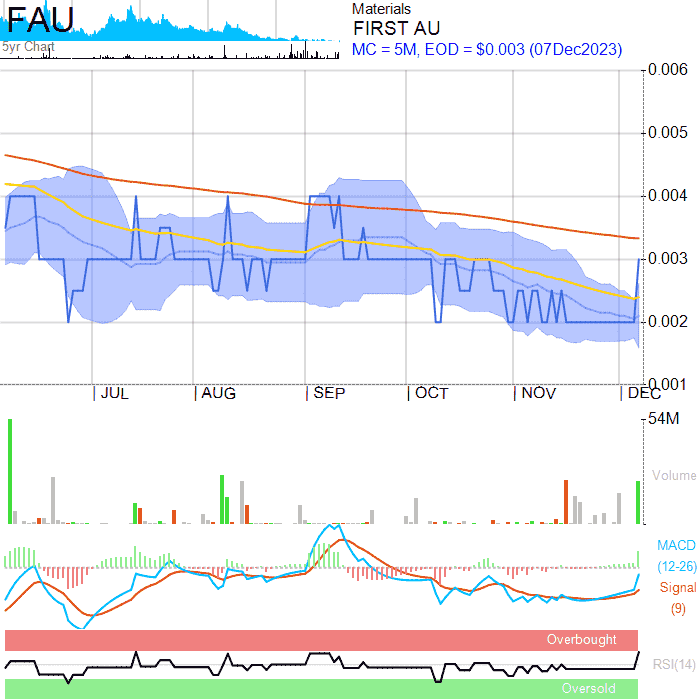 FAU
5yr Chart
Materials
FIRST AU
MC = 5M, EOD = $0.003 (07Dec2023)
0.006
0.005
0.004
0.003
0.002
0.001
JUL
AUG
SEP
OCT
NOV
DEC
54M
Volume
MACD
(12-26)
Signal
(9)
Overbought
RSI(14)
Oversold